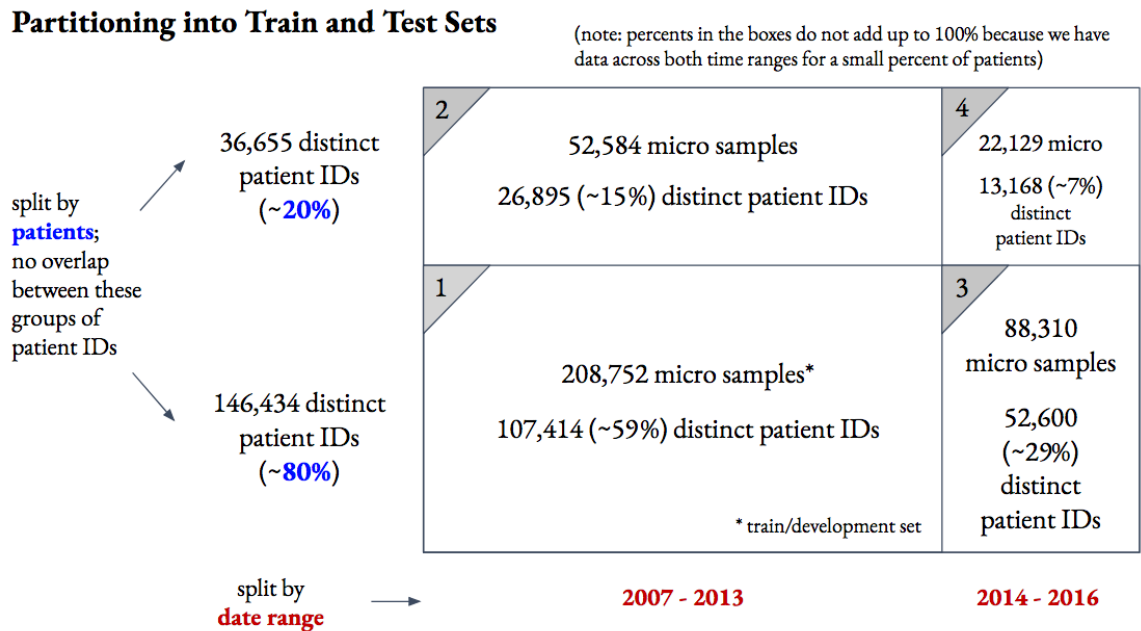 Partitioning into Train and Test Sets
(note: percents in the boxes do not add up to 100% because we have
data across both time ranges for a small percent of patients)
split by
patients;
no overlap
between these
groups of
patient IDs
36,655 distinct
patient IDs
(~20%)
2
52,584 micro samples
26,895 (~15%) distinct patient IDs
4
22,129 micro
13,168 (~7%)
distinct
patient IDs
146,434 distinct
patient IDs
(~80%)
1
208,752 micro samples*
107,414 (~59%) distinct patient IDs
* train/development set
3
88,310
micro samples
52,600
(~29%)
distinct
patient IDs
split by
date range
2007 - 2013
2014 - 2016